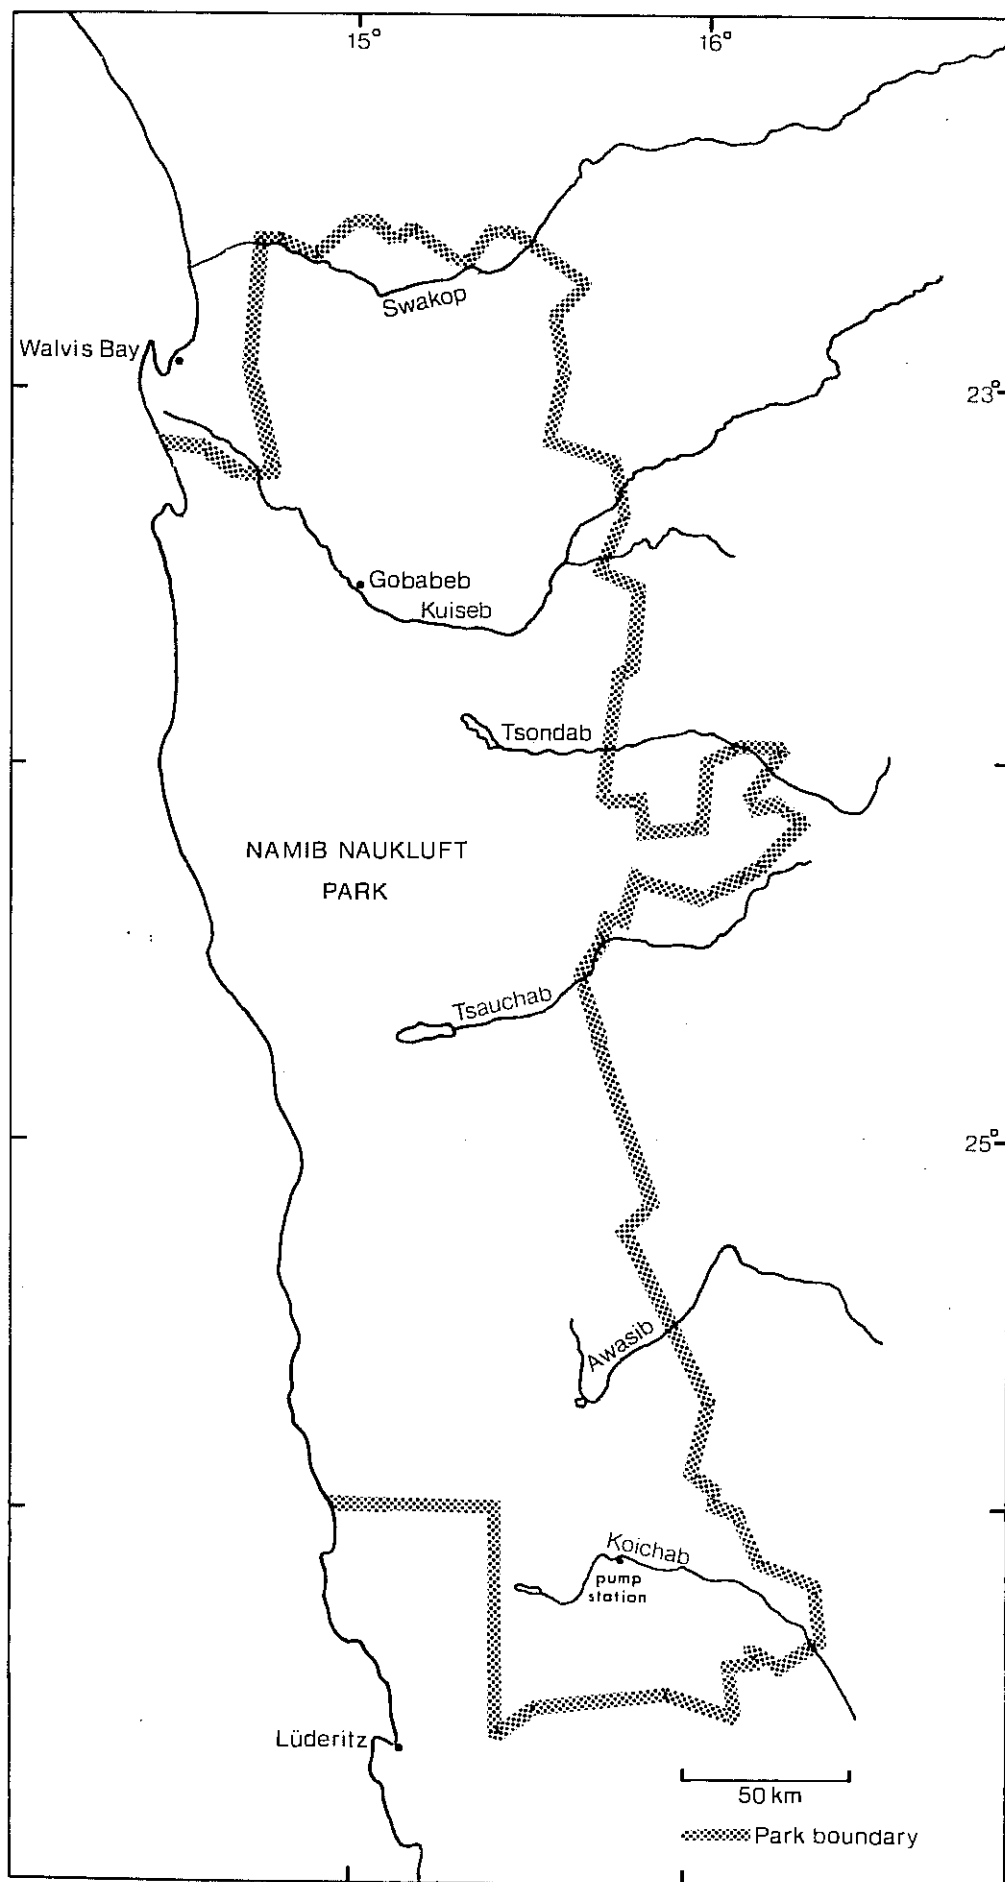 15°
16°
Swakop
Walvis Bay
23°
Gobabeb
Kuiseb
Tsondab
NAMIB NAUKLUFT
PARK
Tsauchab
25°
Awasib
Koichab
pump
station
Lüderitz
50 km
Park boundary